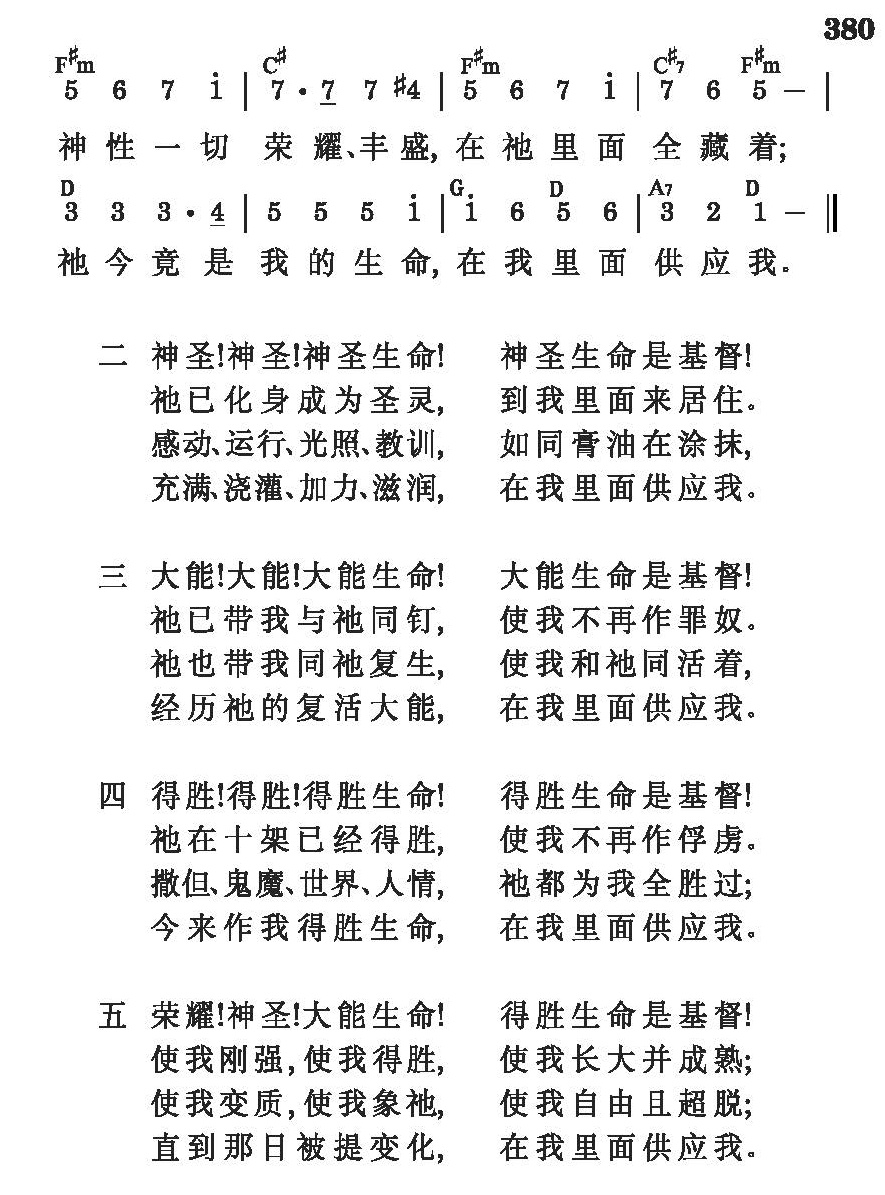 380
F♯m C♯ F♯m C♯7 F♯m
5 6 7 i̇ | 7 · 7 7 ♯4 | 5 6 7 i̇ | 7 6 5 — |
神性一切荣耀、丰盛,在祂里面全藏着;
D G D A7 D
3 3 3 · 4 | 5 5 5 i̇ | i̇ 6 5 6 | 3 2 1 — ‖
祂今竟是我的生命,在我里面供应我。
二 神圣!神圣!神圣生命! 神圣生命是基督!
祂已化身成为圣灵, 到我里面来居住。
感动、运行、光照、教训, 如同膏油在涂抹,
充满、浇灌、加力、滋润, 在我里面供应我。
三 大能!大能!大能生命! 大能生命是基督!
祂已带我与祂同钉, 使我不再作罪奴。
祂也带我同祂复生, 使我和祂同活着,
经历祂的复活大能, 在我里面供应我。
四 得胜!得胜!得胜生命! 得胜生命是基督!
祂在十架已经得胜, 使我不再作俘虏。
撒但、鬼魔、世界、人情, 祂都为我全胜过;
今来作我得胜生命, 在我里面供应我。
五 荣耀!神圣!大能生命! 得胜生命是基督!
使我刚强,使我得胜, 使我长大并成熟;
使我变质,使我象祂, 使我自由且超脱;
直到那日被提变化, 在我里面供应我。